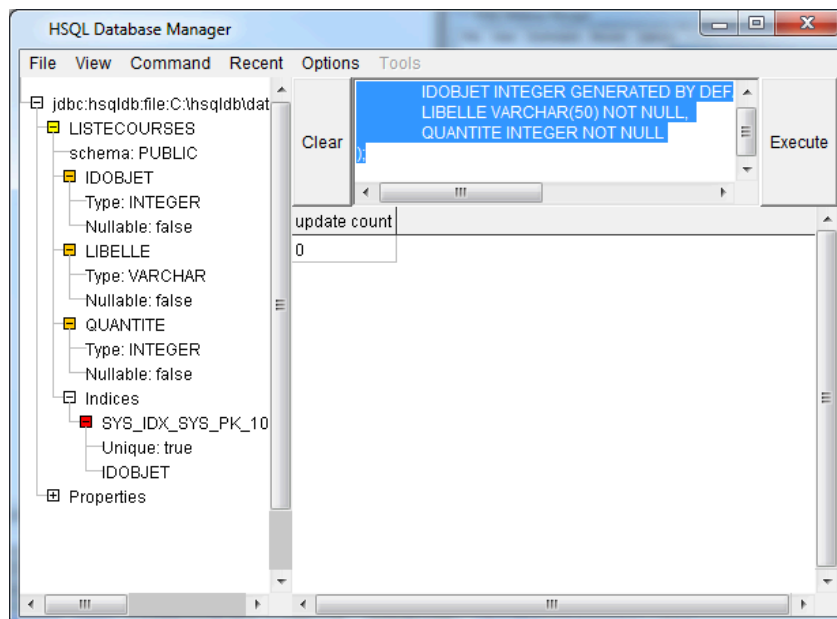 HSQL Database Manager
File View Command Recent Options Tools
jdbc:hsqldb:file:C:\hsqldb\dat
LISTECOURSES
schema: PUBLIC
IDOBJET
Type: INTEGER
Nullable: false
LIBELLE
Type: VARCHAR
Nullable: false
QUANTITE
Type: INTEGER
Nullable: false
Indices
SYS_IDX_SYS_PK_10
Unique: true
IDOBJET
Properties
Clear
IDOBJET INTEGER GENERATED BY DEF
LIBELLE VARCHAR(50) NOT NULL,
QUANTITE INTEGER NOT NULL
);
Execute
update count
0